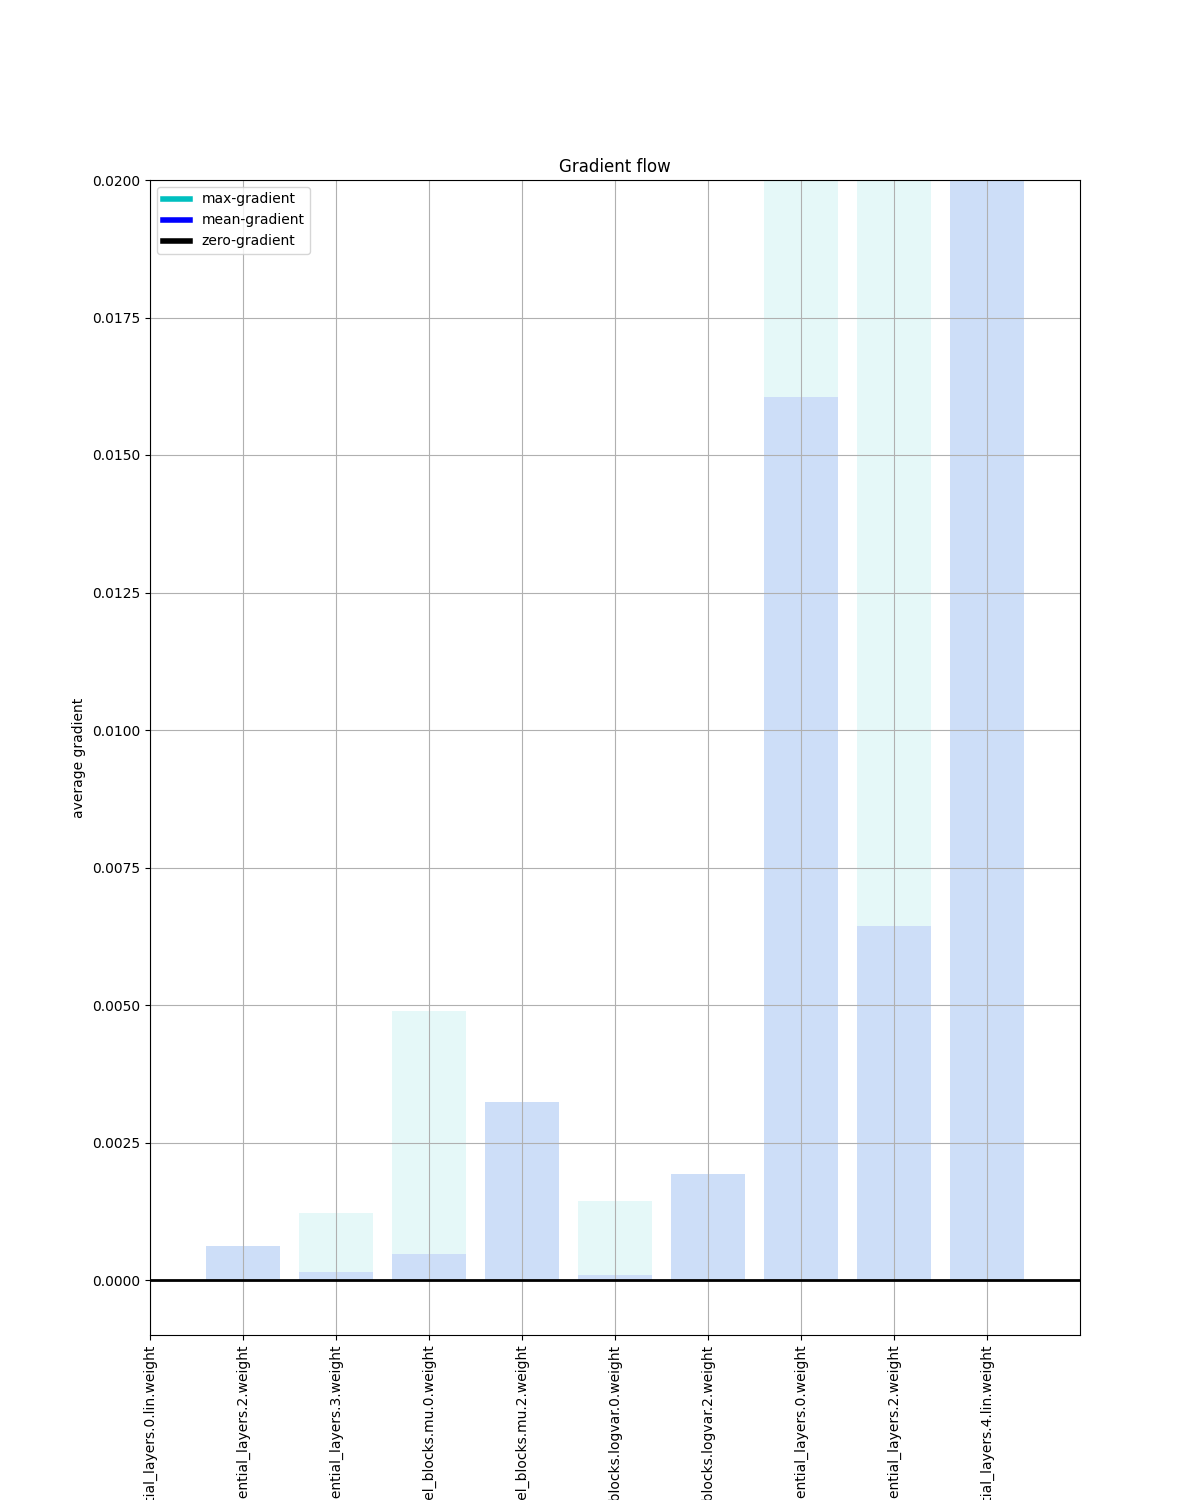 Gradient flow
max-gradient
mean-gradient
zero-gradient
0.0200
0.0175
0.0150
0.0125
0.0100
0.0075
0.0050
0.0025
0.0000
average gradient
tial_layers.0.lin.weight
ential_layers.2.weight
ential_layers.3.weight
el_blocks.mu.0.weight
el_blocks.mu.2.weight
blocks.logvar.0.weight
blocks.logvar.2.weight
ential_layers.0.weight
ential_layers.2.weight
tial_layers.4.lin.weight